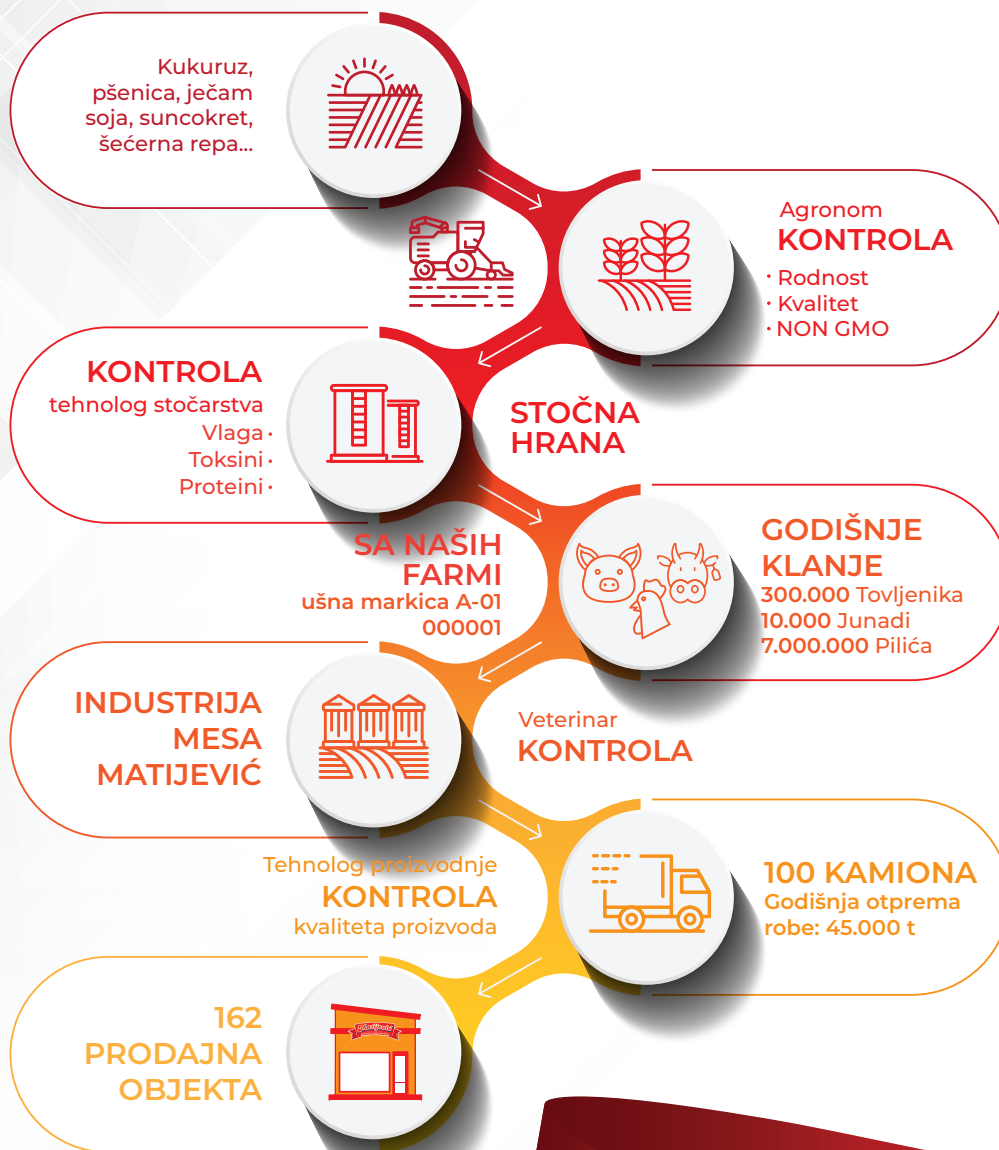 Kukuruz,
pšenica, ječam
soja, suncokret,
šećerna repa...
Agronom
KONTROLA
· Rodnost
· Kvalitet
· NON GMO
KONTROLA
tehnolog stočarstva
Vlaga ·
Toksini ·
Proteini ·
STOČNA
HRANA
SA NAŠIH
FARMI
ušna markica A-01
000001
GODIŠNJE
KLANJE
300.000 Tovljenika
10.000 Junadi
7.000.000 Pilića
INDUSTRIJA
MESA
MATIJEVIĆ
Veterinar
KONTROLA
Tehnolog proizvodnje
KONTROLA
kvaliteta proizvoda
100 KAMIONA
Godišnja otprema
robe: 45.000 t
162
PRODAJNA
OBJEKTA
Matijević